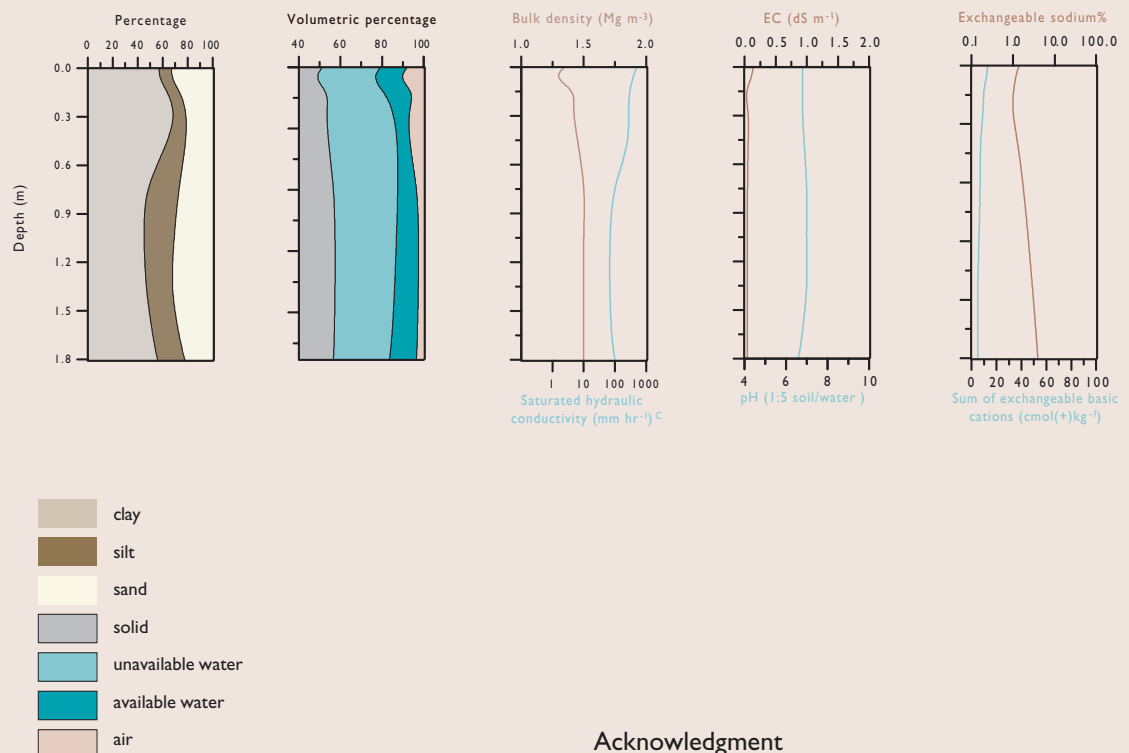 Percentage
0 20 40 60 80 100
Volumetric percentage
40 60 80 100
Bulk density (Mg m⁻³)
1.0 1.5 2.0
EC (dS m⁻¹)
0.0 0.5 1.0 1.5 2.0
Exchangeable sodium%
0.1 1.0 10.0 100.0
Depth (m)
0.0
0.3
0.6
0.9
1.2
1.5
1.8
1 10 100 1000
Saturated hydraulic
conductivity (mm hr⁻¹) C
4 6 8 10
pH (1:5 soil/water )
0 20 40 60 80 100
Sum of exchangeable basic
cations (cmol(+)kg⁻¹)
clay
silt
sand
solid
unavailable water
available water
air
Acknowledgment